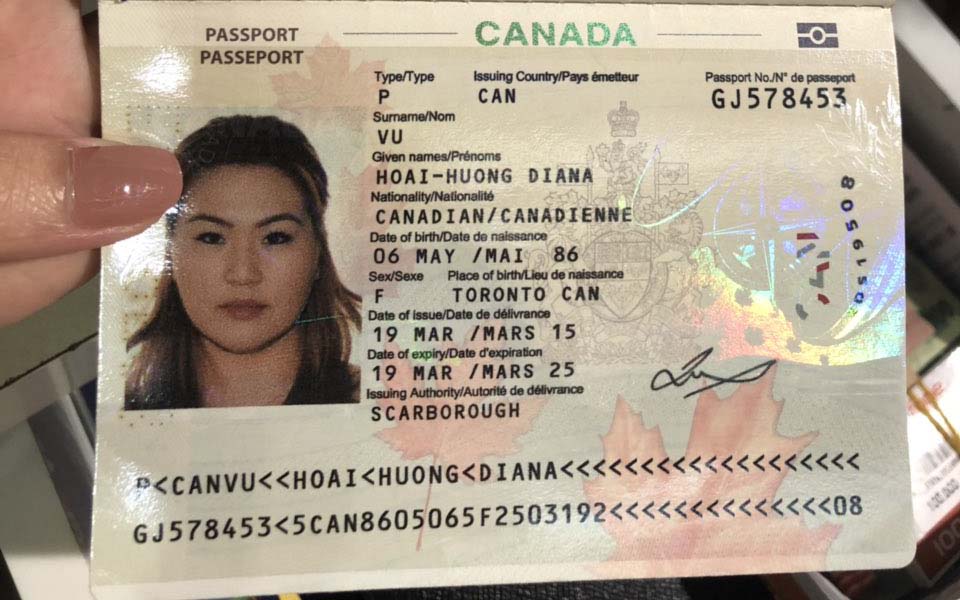 PASSPORT
PASSEPORT
CANADA
Type/Type Issuing Country/Pays émetteur Passport No./N° de passeport
P CAN GJ578453
Surname/Nom
VU
Given names/Prénoms
HOAI-HUONG DIANA
Nationality/Nationalité
CANADIAN/CANADIENNE
Date of birth/Date de naissance
06 MAY /MAI 86
Sex/Sexe Place of birth/Lieu de naissance
F TORONTO CAN
Date of issue/Date de délivrance
19 MAR /MARS 15
Date of expiry/Date d'expiration
19 MAR /MARS 25
Issuing Authority/Autorité de délivrance
SCARBOROUGH
P<CANVU<<HOAI<HUONG<DIANA<<<<<<<<<<<<<<<<<<<
GJ578453<5CAN8605065F2503192<<<<<<<<<<<<<<08